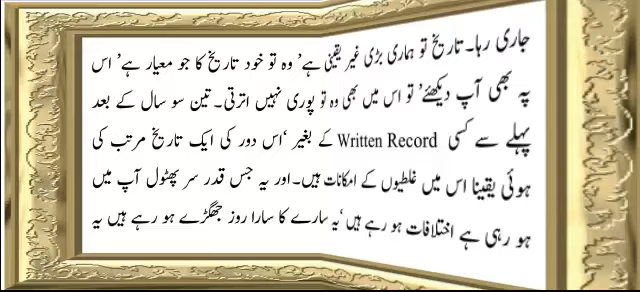 جاری رہا۔ تاریخ تو ہماری بڑی غیر یقینی ہے' وہ تو خود تاریخ کا جو معیار ہے' اس
پہ بھی آپ دیکھئے' تو اس میں بھی وہ تو پوری نہیں اترتی۔ تین سو سال کے بعد
پہلے سے کسی Written Record کے بغیر 'اس دور کی ایک تاریخ مرتب کی
ہوئی یقینا اس میں غلطیوں کے امکانات ہیں۔ اور یہ جس قدر سر پھٹول آپ میں
ہو رہی ہے اختلافات ہو رہے ہیں 'یہ سارے کا سارا روز جھگڑے ہو رہے ہیں یہ